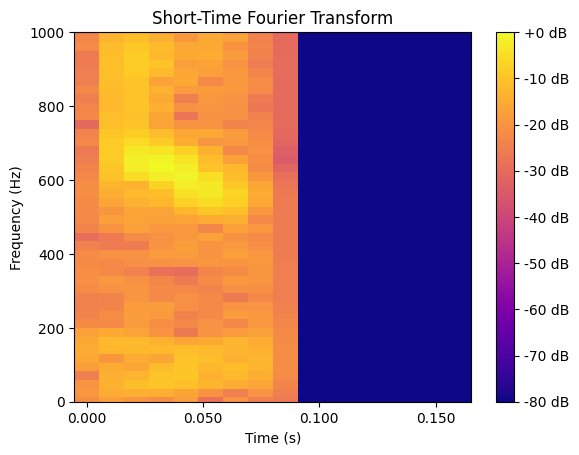 Short-Time Fourier Transform
1000
800
600
400
200
0
Frequency (Hz)
0.000
0.050
0.100
0.150
Time (s)
+0 dB
-10 dB
-20 dB
-30 dB
-40 dB
-50 dB
-60 dB
-70 dB
-80 dB